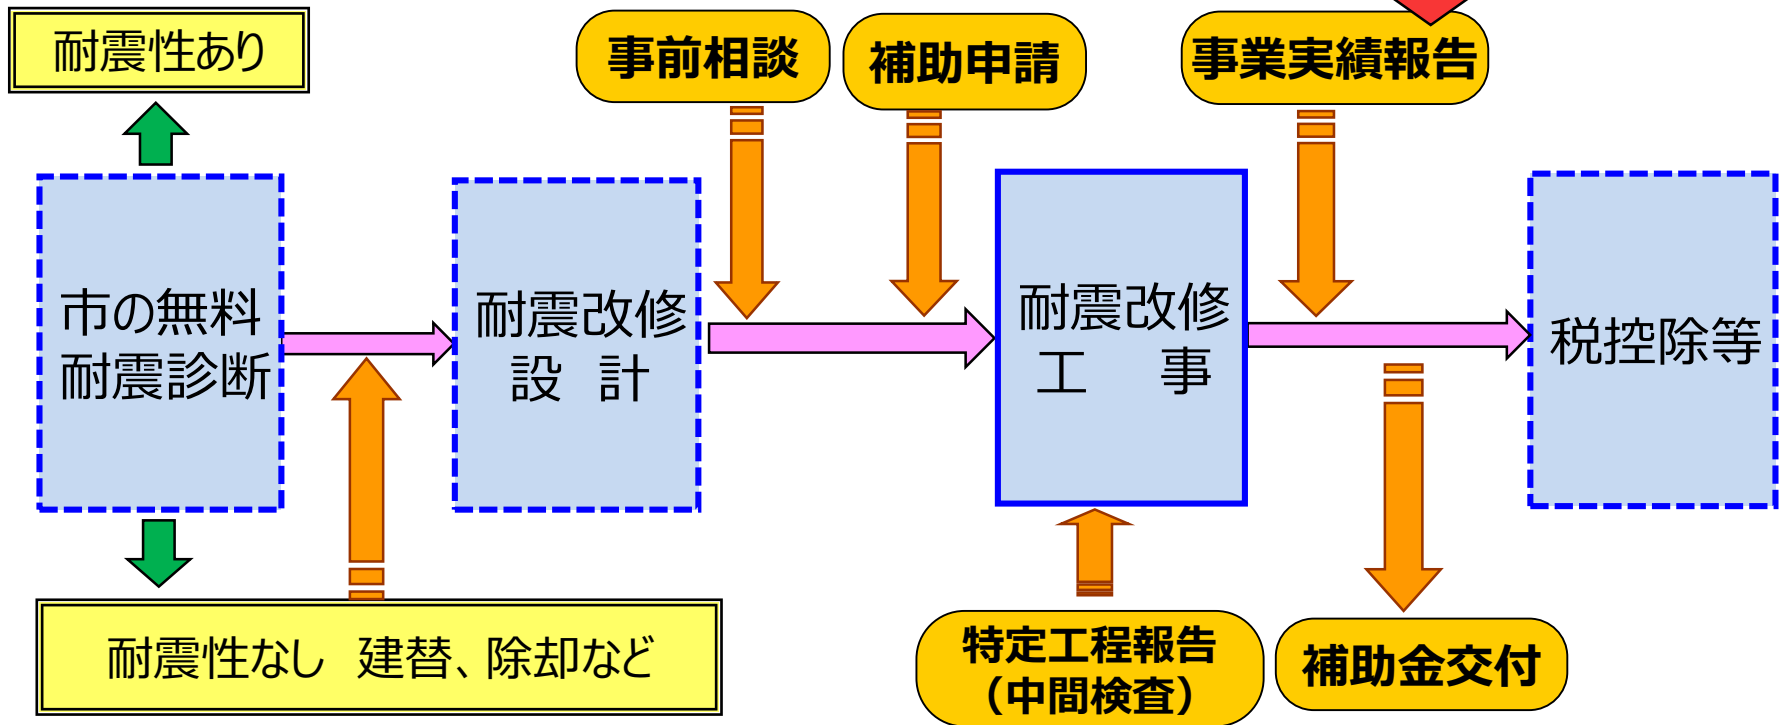 耐震性あり
事前相談
補助申請
事業実績報告
市の無料
耐震診断
耐震改修
設　計
耐震改修
工　事
税控除等
耐震性なし　建替、除却など
特定工程報告
（中間検査）
補助金交付